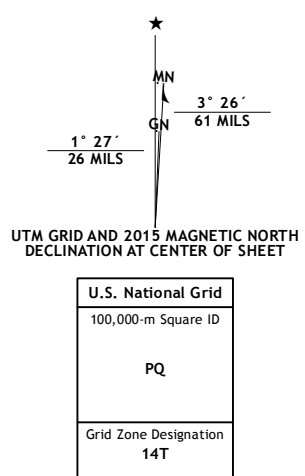 ★
MN
3° 26´
61 MILS
GN
1° 27´
26 MILS
UTM GRID AND 2015 MAGNETIC NORTH
DECLINATION AT CENTER OF SHEET
U.S. National Grid
100,000-m Square ID
PQ
Grid Zone Designation
14T